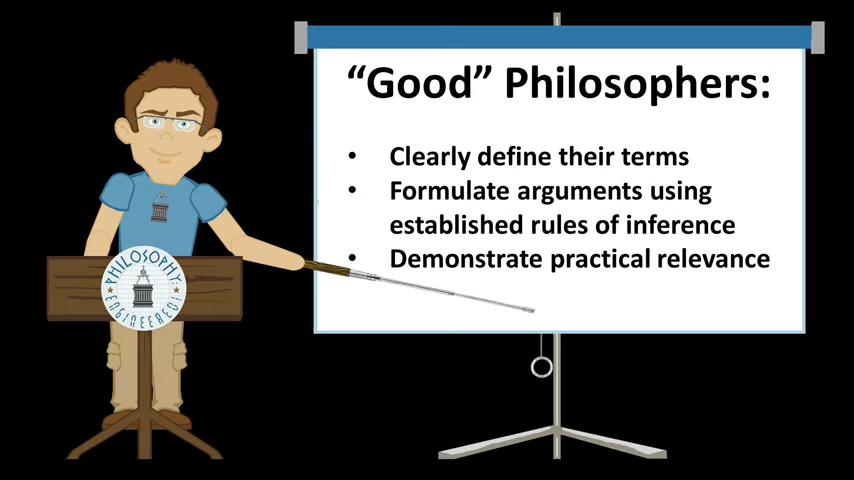 “Good” Philosophers:
• Clearly define their terms
• Formulate arguments using
established rules of inference
• Demonstrate practical relevance
PHILOSOPHY:
ENGINEERED!